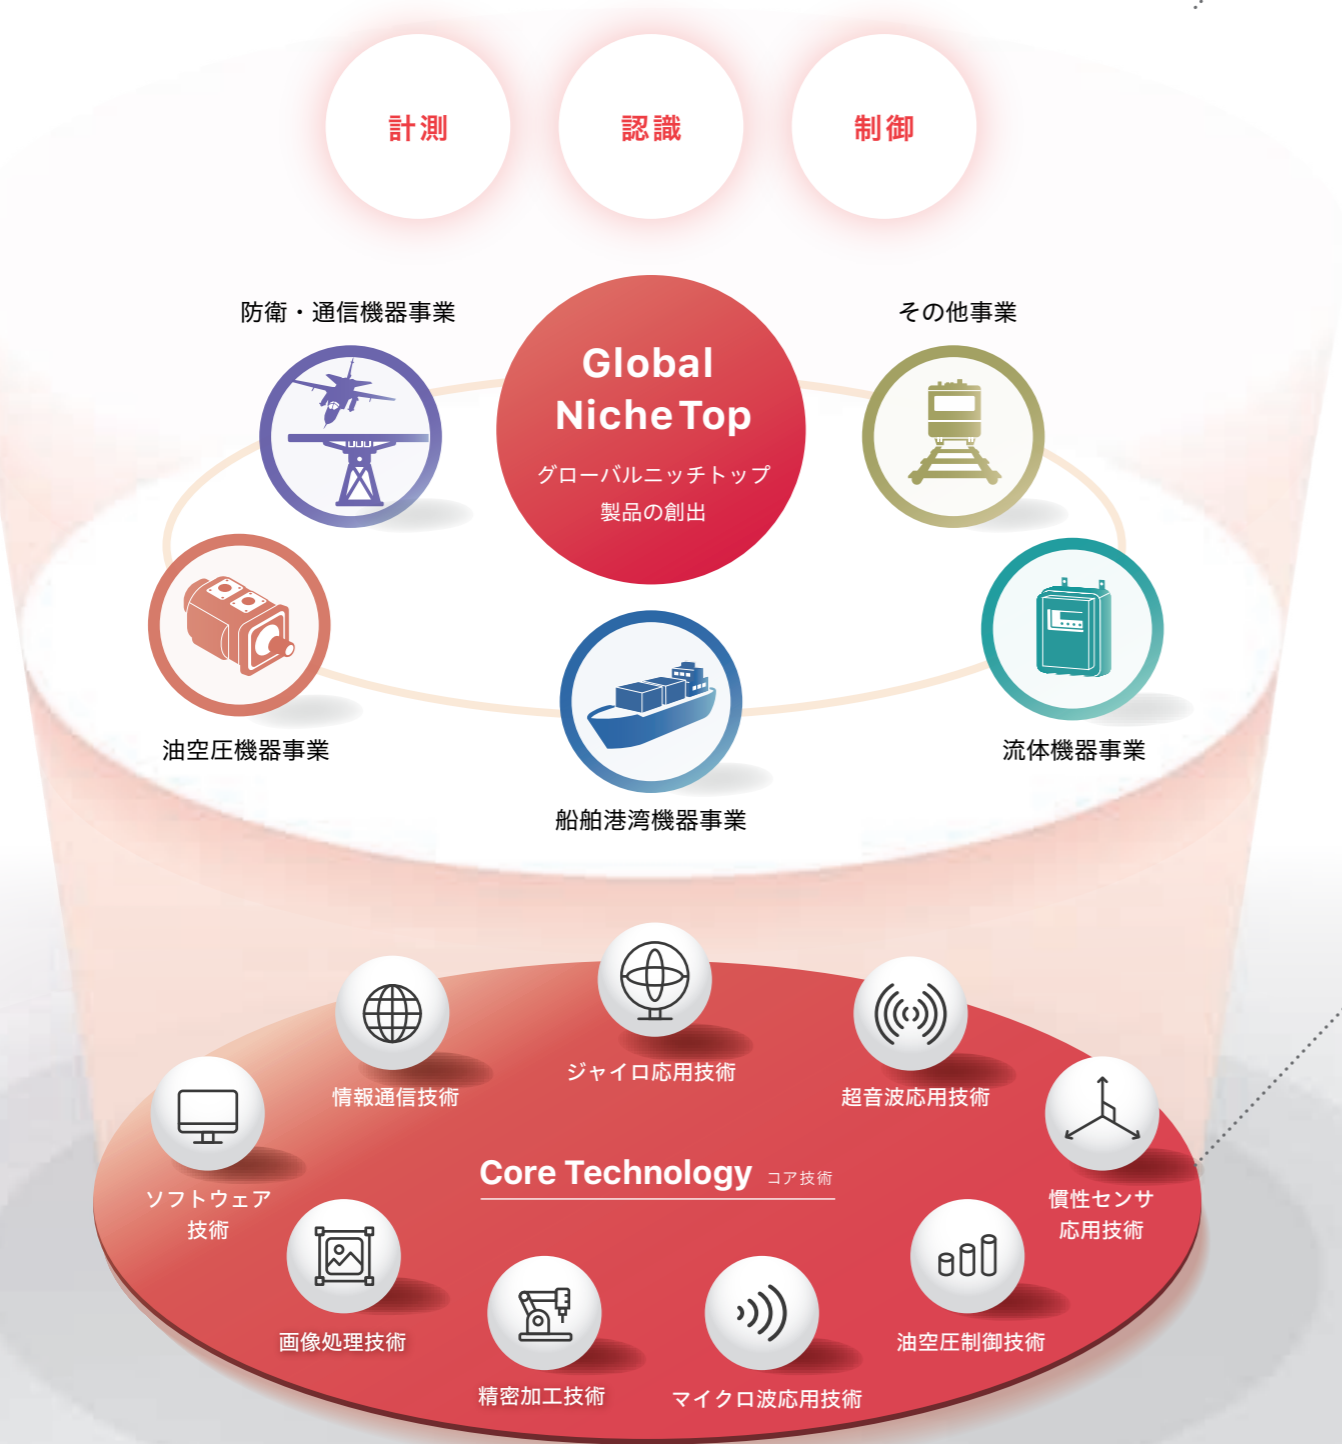 計測
認識
制御
防衛・通信機器事業
その他事業
Global
Niche Top
グローバルニッチトップ
製品の創出
油空圧機器事業
流体機器事業
船舶港湾機器事業
ジャイロ応用技術
情報通信技術
超音波応用技術
Core Technology コア技術
ソフトウェア
技術
慣性センサ
応用技術
画像処理技術
油空圧制御技術
精密加工技術
マイクロ波応用技術